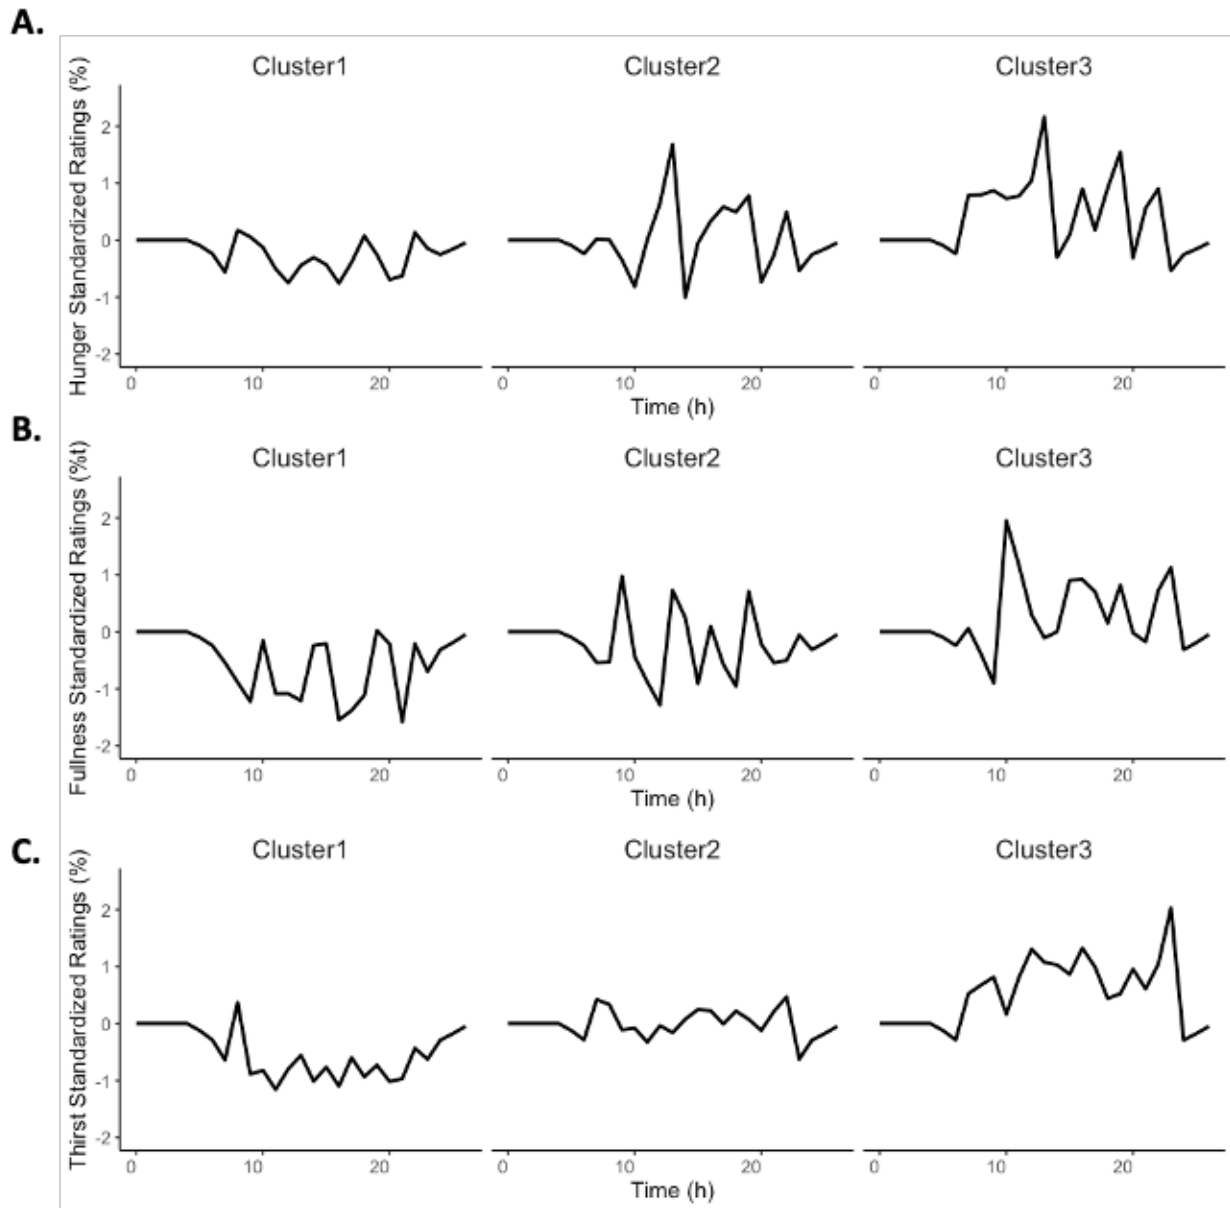 A.
Cluster1 Cluster2 Cluster3
Hunger Standardized Ratings (%)
2
1
0
-1
-2
0 10 20 0 10 20 0 10 20
Time (h)
B.
Cluster1 Cluster2 Cluster3
Fullness Standardized Ratings (%t)
2
1
0
-1
-2
0 10 20 0 10 20 0 10 20
Time (h)
C.
Cluster1 Cluster2 Cluster3
Thirst Standardized Ratings (%)
2
1
0
-1
-2
0 10 20 0 10 20 0 10 20
Time (h)